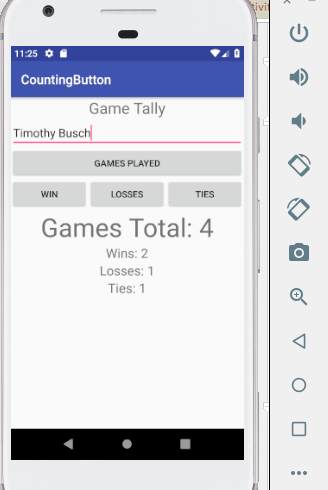 11:25
CountingButton
Game Tally
Timothy Busch
GAMES PLAYED
WIN LOSSES TIES
Games Total: 4
Wins: 2
Losses: 1
Ties: 1